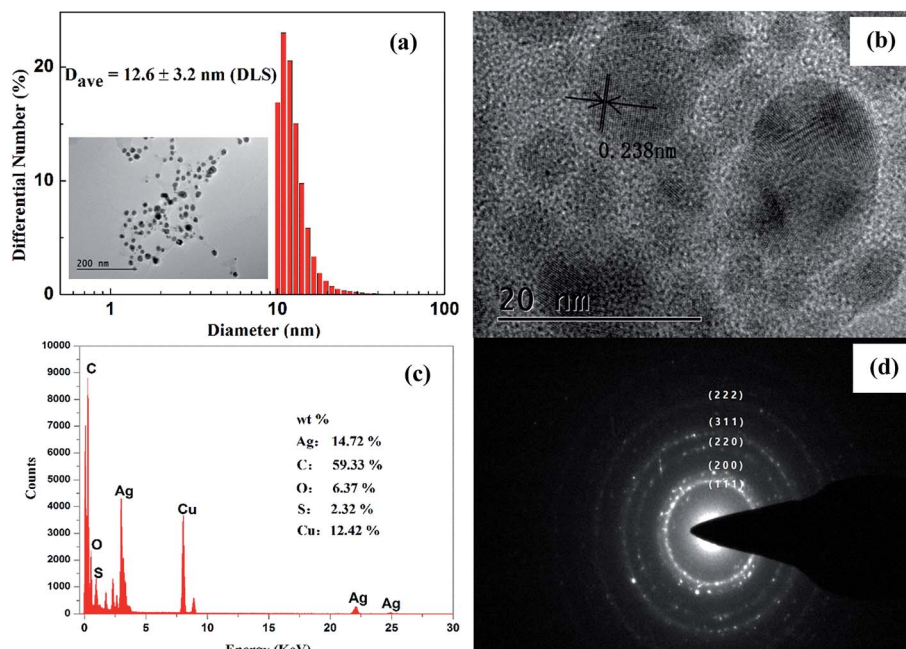 (a)
D_ave = 12.6 ± 3.2 nm (DLS)
Differential Number (%)
20
10
0
200 nm
1
10
100
Diameter (nm)
(b)
0.238nm
20 nm
(c)
C
O
S
Ag
Cu
Ag
Ag
wt %
Ag: 14.72 %
C: 59.33 %
O: 6.37 %
S: 2.32 %
Cu: 12.42 %
Counts
10000
9000
8000
7000
6000
5000
4000
3000
2000
1000
0
0
5
10
15
20
25
30
Energy (KeV)
(d)
(222)
(311)
(220)
(200)
(111)